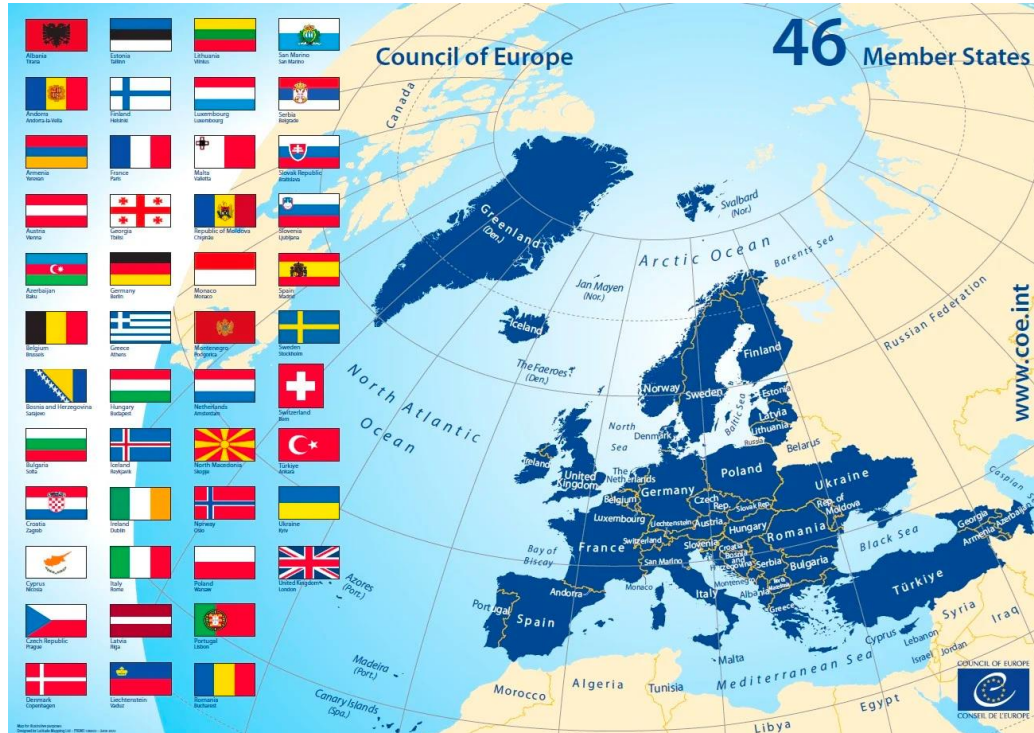 Council of Europe
46 Member States
Albania
Tirana
Andorra
Andorra la Vella
Armenia
Yerevan
Austria
Vienna
Azerbaijan
Baku
Belgium
Brussels
Bosnia and Herzegovina
Sarajevo
Bulgaria
Sofia
Croatia
Zagreb
Cyprus
Nicosia
Czech Republic
Prague
Denmark
Copenhagen
Estonia
Tallinn
Finland
Helsinki
France
Paris
Georgia
Tbilisi
Germany
Berlin
Greece
Athens
Hungary
Budapest
Iceland
Reykjavik
Ireland
Dublin
Italy
Rome
Latvia
Riga
Liechtenstein
Vaduz
Lithuania
Vilnius
Luxembourg
Luxembourg
Malta
Valletta
Republic of Moldova
Chișinău
Monaco
Monaco
Montenegro
Podgorica
Netherlands
Amsterdam
North Macedonia
Skopje
Norway
Oslo
Poland
Warsaw
Portugal
Lisbon
Romania
Bucharest
San Marino
San Marino
Serbia
Belgrade
Slovak Republic
Bratislava
Slovenia
Ljubljana
Spain
Madrid
Sweden
Stockholm
Switzerland
Bern
Türkiye
Ankara
Ukraine
Kyiv
United Kingdom
London
Canada
Greenland
(Den.)
Svalbard
(Nor.)
Arctic Ocean
Barents Sea
Jan Mayen
(Nor.)
Russian Federation
www.coe.int
Iceland
The Faeroes
(Den.)
North Atlantic
Ocean
Norway
Sweden
Finland
Baltic Sea
Estonia
Latvia
Lithuania
Russia
Belarus
North
Sea
Denmark
Ireland
United
Kingdom
The
Netherlands
Belgium
Luxembourg
Germany
Poland
Czech
Rep.
Slovak Rep.
Ukraine
Rep. of
Moldova
Liechtenstein
Austria
Hungary
Romania
France
Switzerland
Slovenia
Croatia
Bosnia
and
Serbia
Bulgaria
Bay of
Biscay
San Marino
Monaco
Italy
Albania
Greece
Black Sea
Georgia
Armenia
Azerbaijan
Caspian
Türkiye
Andorra
Portugal
Spain
Azores
(Port.)
Madeira
(Port.)
Canary Islands
(Spa.)
Malta
Mediterranean Sea
Cyprus
Syria
Iraq
Lebanon
Israel
Jordan
Morocco
Algeria
Tunisia
Libya
Egypt
COUNCIL OF EUROPE
CONSEIL DE L'EUROPE